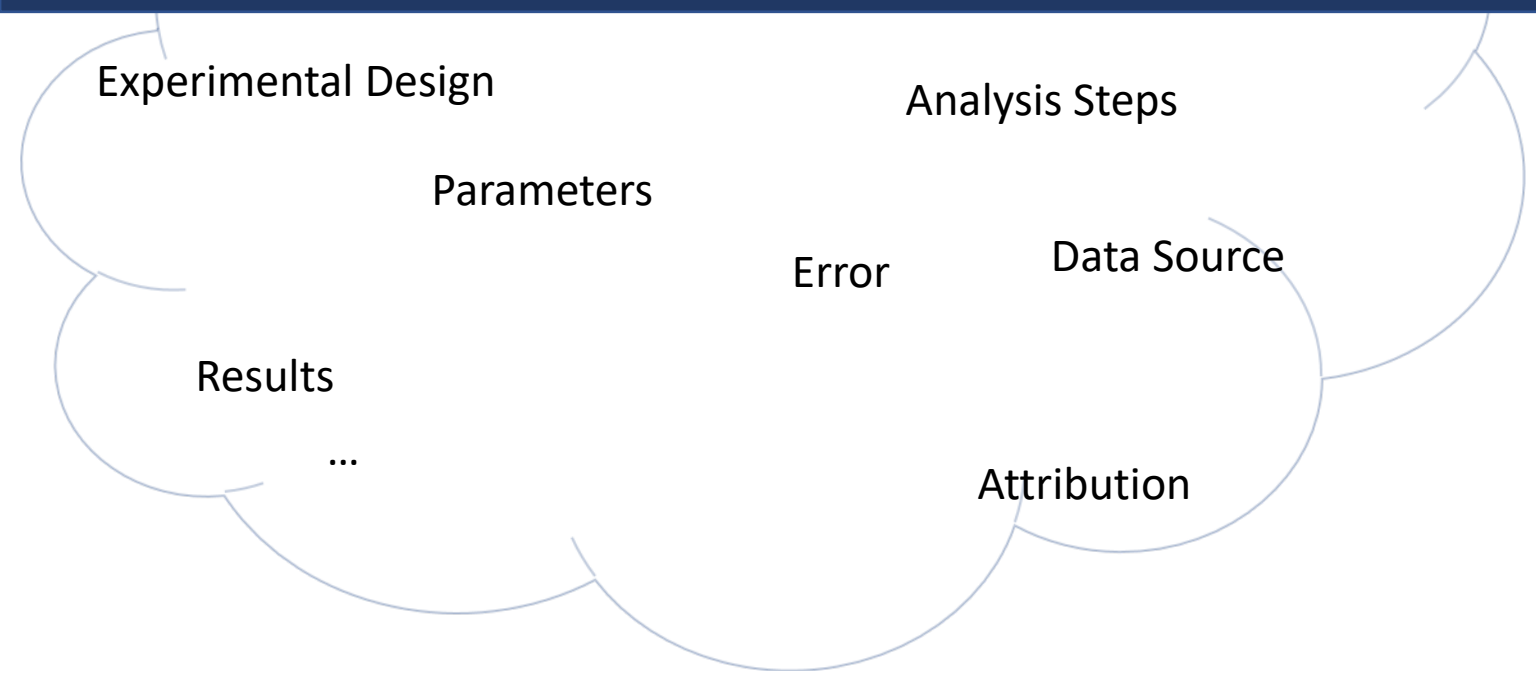 Experimental Design
Analysis Steps
Parameters
Error
Data Source
Results
...
Attribution